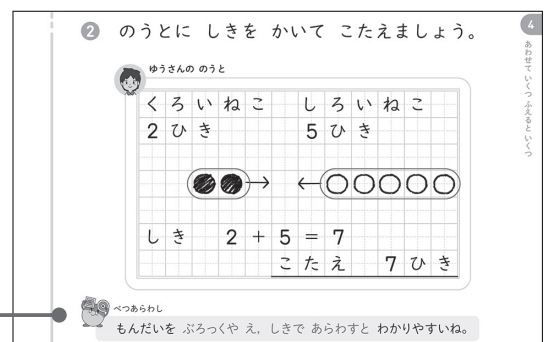 2 のうとに しきを かいて こたえましょう。
ゆうさんの のうと
くろいねこ しろいねこ
2ひき 5ひき
しき 2+5=7
こたえ 7ひき
べつあらわし
もんだいを ぶろっくや え，しきで あらわすと わかりやすいね。
4
あわせて いくつ ふえると いくつ